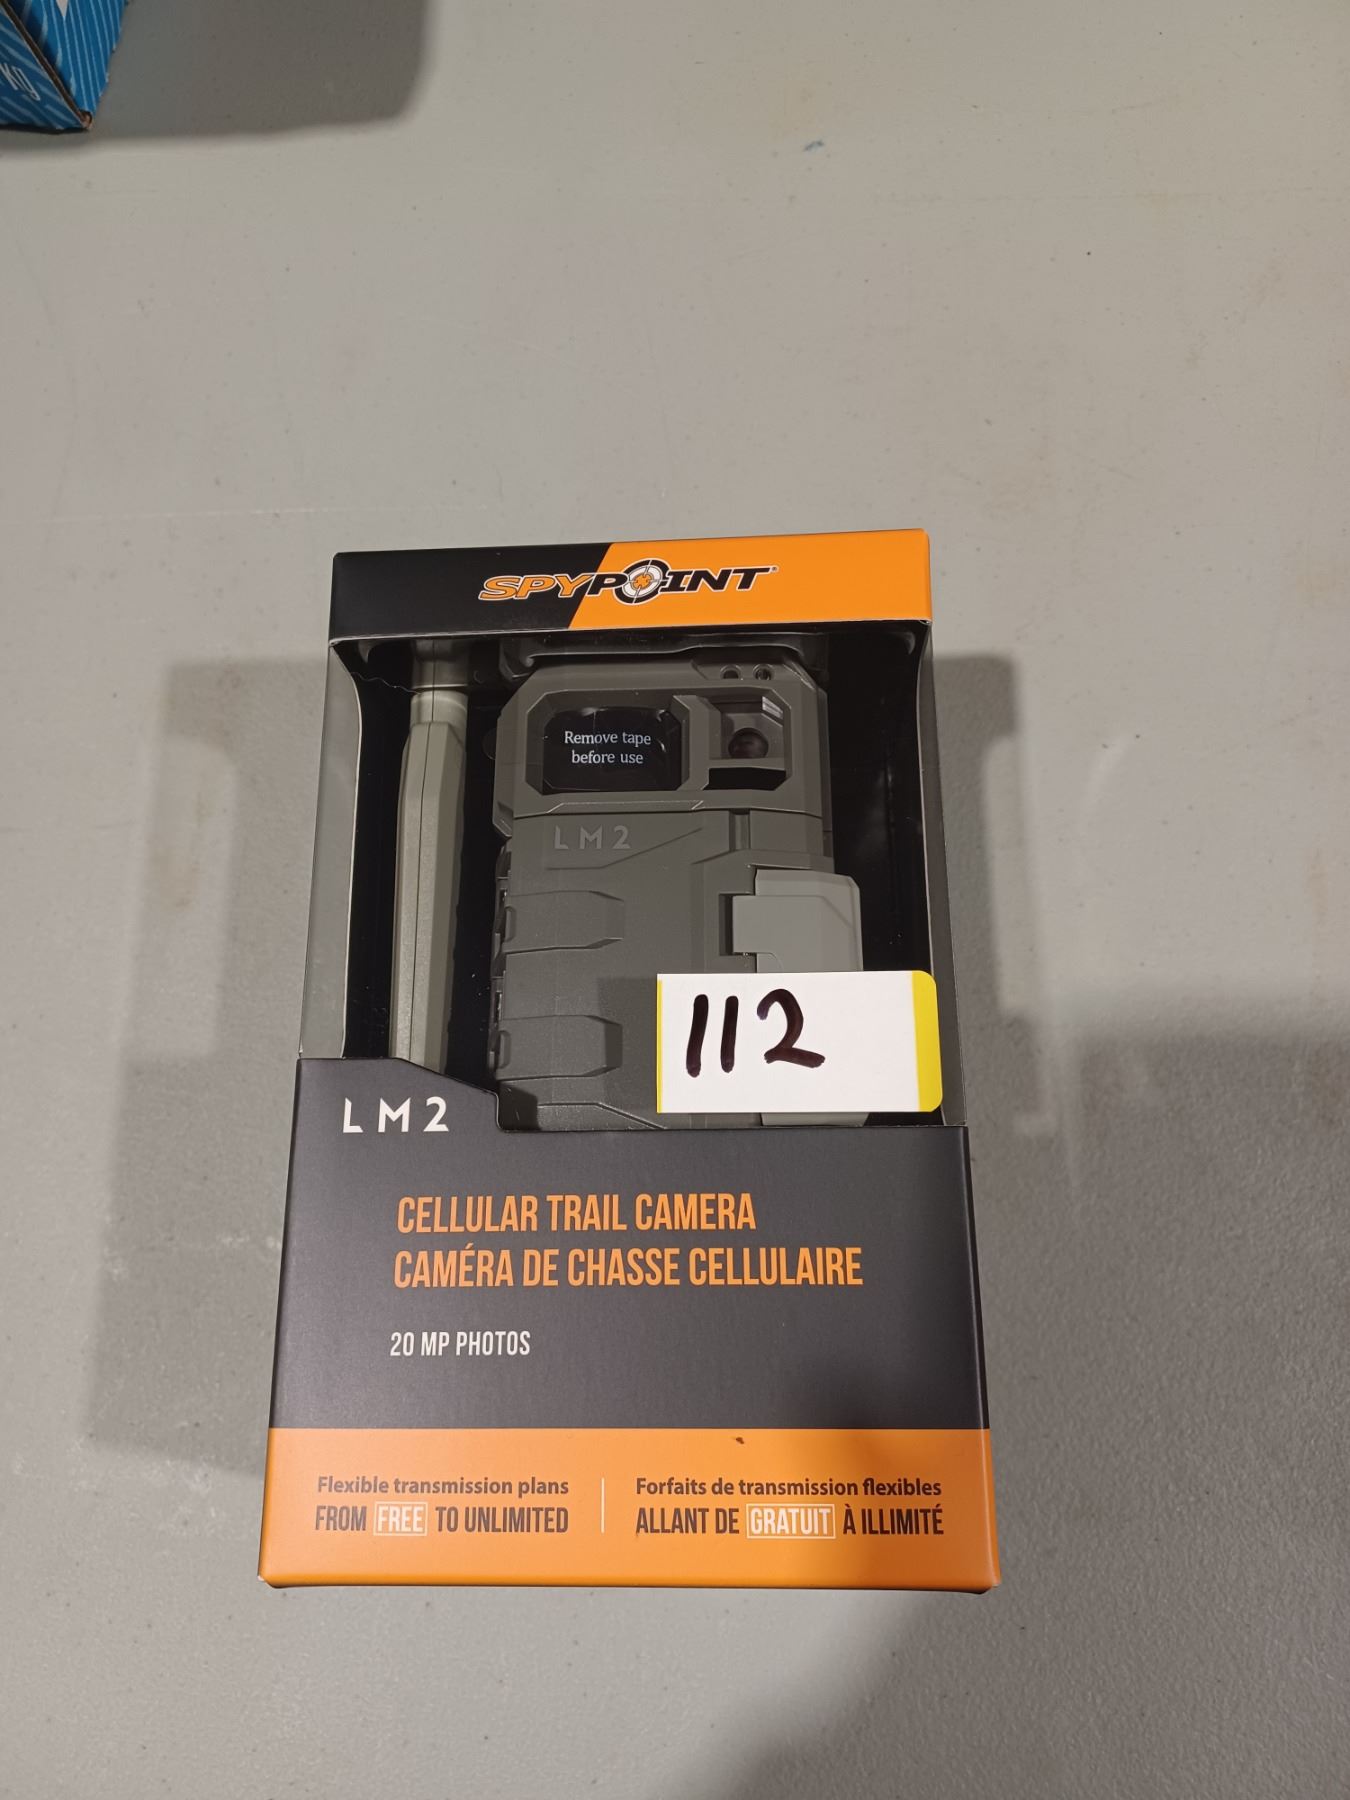 Kg
SPYPOINT
Remove tape
before use
LM2
112
LM2
CELLULAR TRAIL CAMERA
CAMÉRA DE CHASSE CELLULAIRE
20 MP PHOTOS
Flexible transmission plans
FROM FREE TO UNLIMITED
Forfaits de transmission flexibles
ALLANT DE GRATUIT À ILLIMITÉ